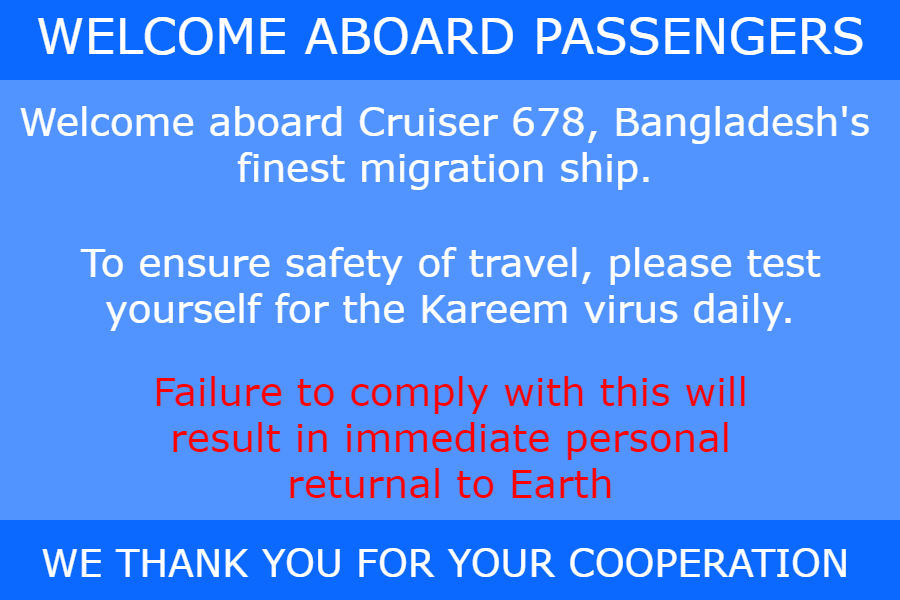 WELCOME ABOARD PASSENGERS
Welcome aboard Cruiser 678, Bangladesh's
finest migration ship.
To ensure safety of travel, please test
yourself for the Kareem virus daily.
Failure to comply with this will
result in immediate personal
returnal to Earth
WE THANK YOU FOR YOUR COOPERATION